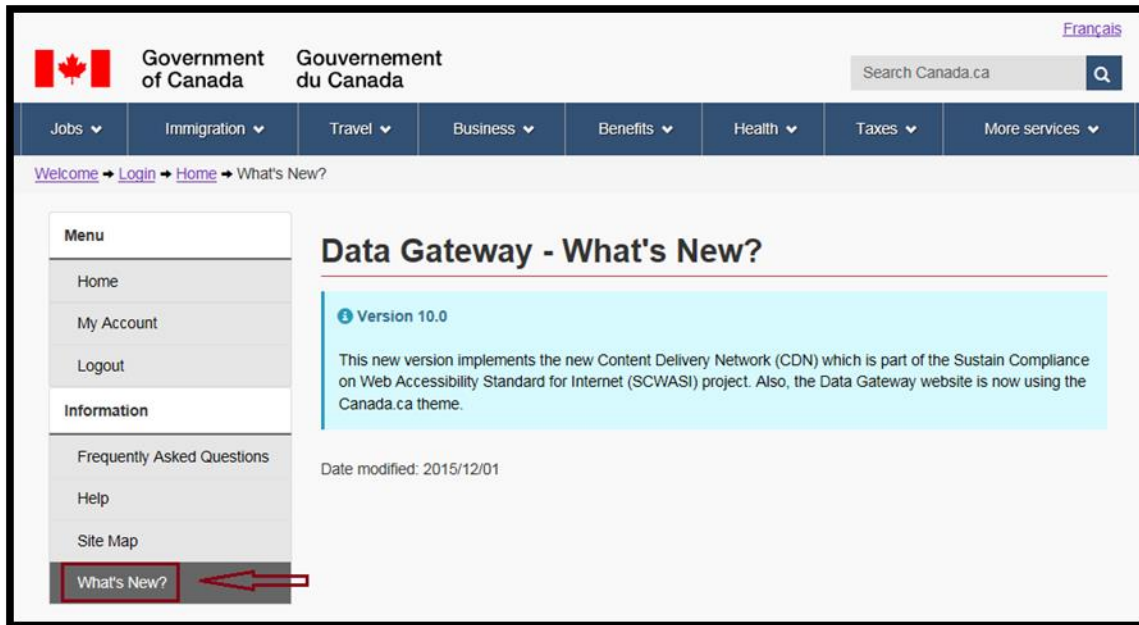 Français
Government
of Canada
Gouvernement
du Canada
Search Canada.ca
Jobs Immigration Travel Business Benefits Health Taxes More services
Welcome ➔ Login ➔ Home ➔ What's New?
Menu
Home
My Account
Logout
Information
Frequently Asked Questions
Help
Site Map
What's New?
Data Gateway - What's New?
Version 10.0
This new version implements the new Content Delivery Network (CDN) which is part of the Sustain Compliance
on Web Accessibility Standard for Internet (SCWASI) project. Also, the Data Gateway website is now using the
Canada.ca theme.
Date modified: 2015/12/01